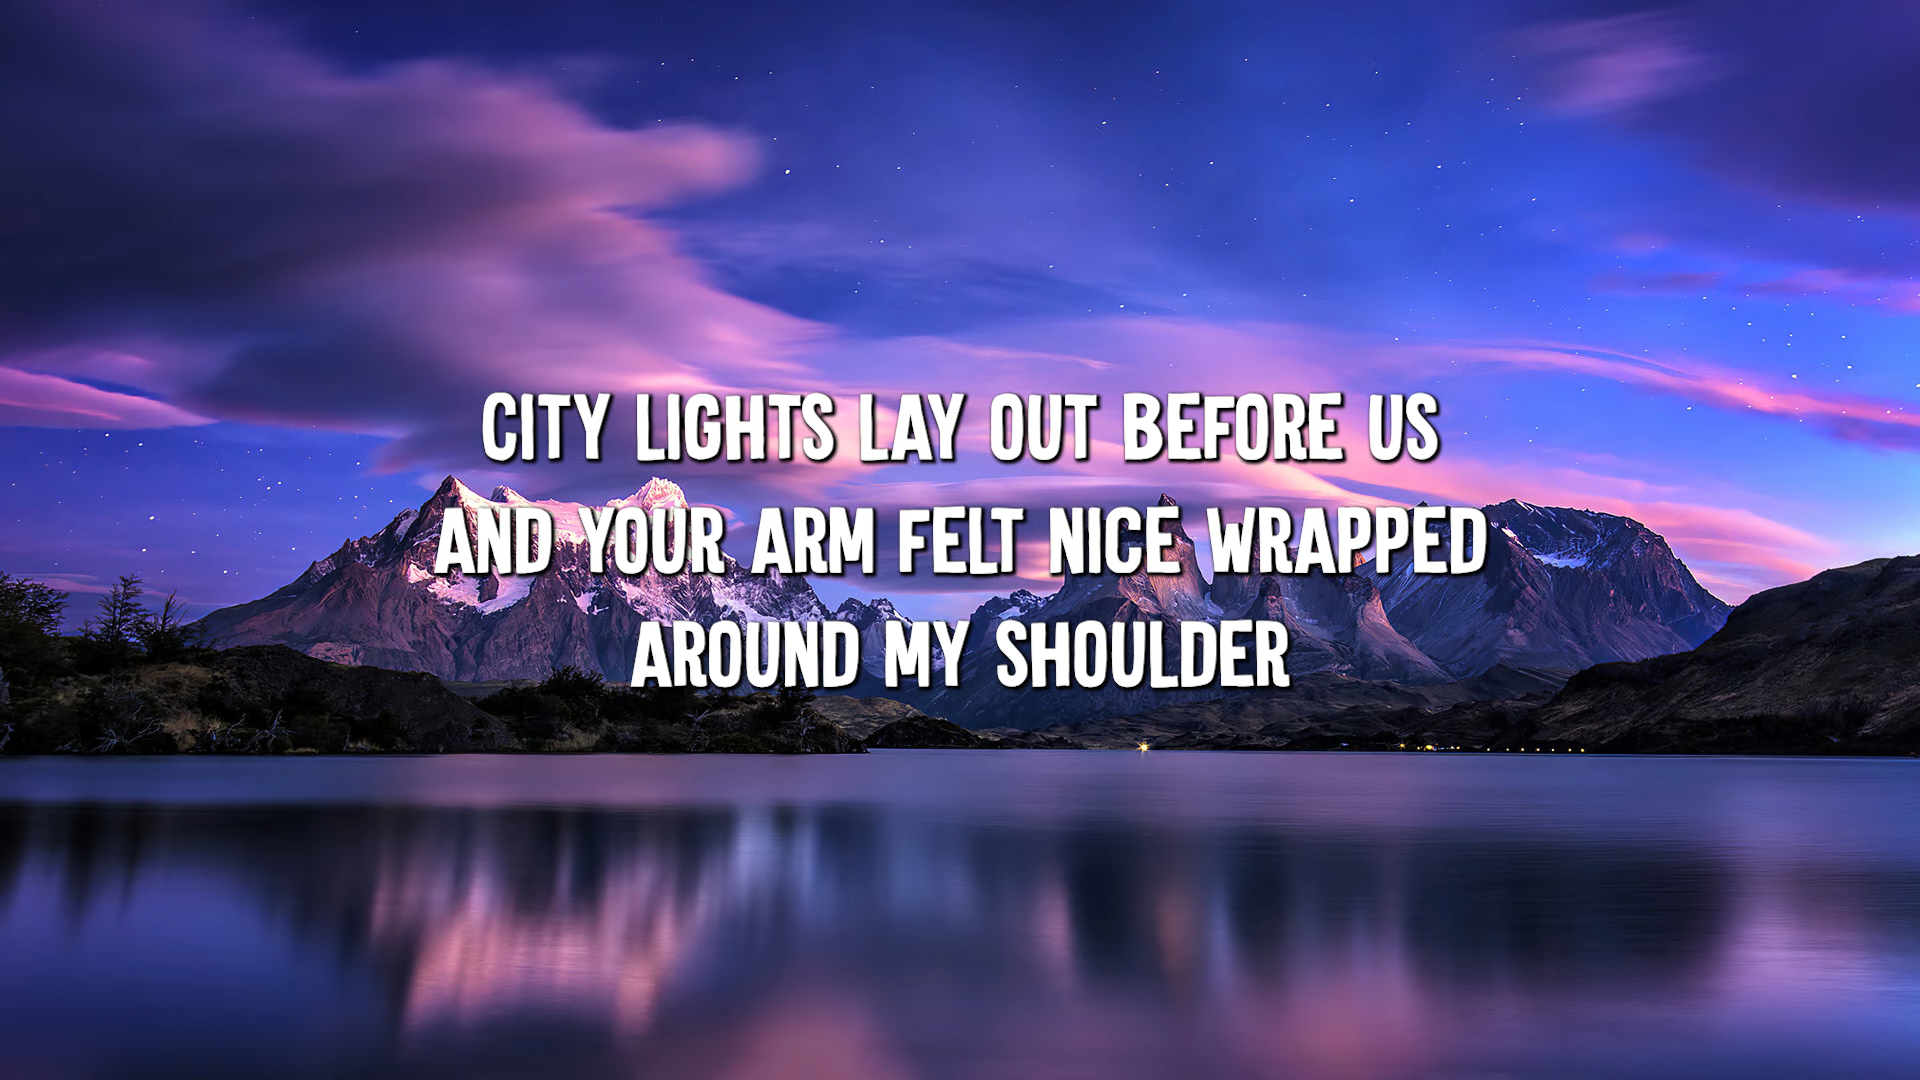 CITY LIGHTS LAY OUT BEFORE US
AND YOUR ARM FELT NICE WRAPPED
AROUND MY SHOULDER